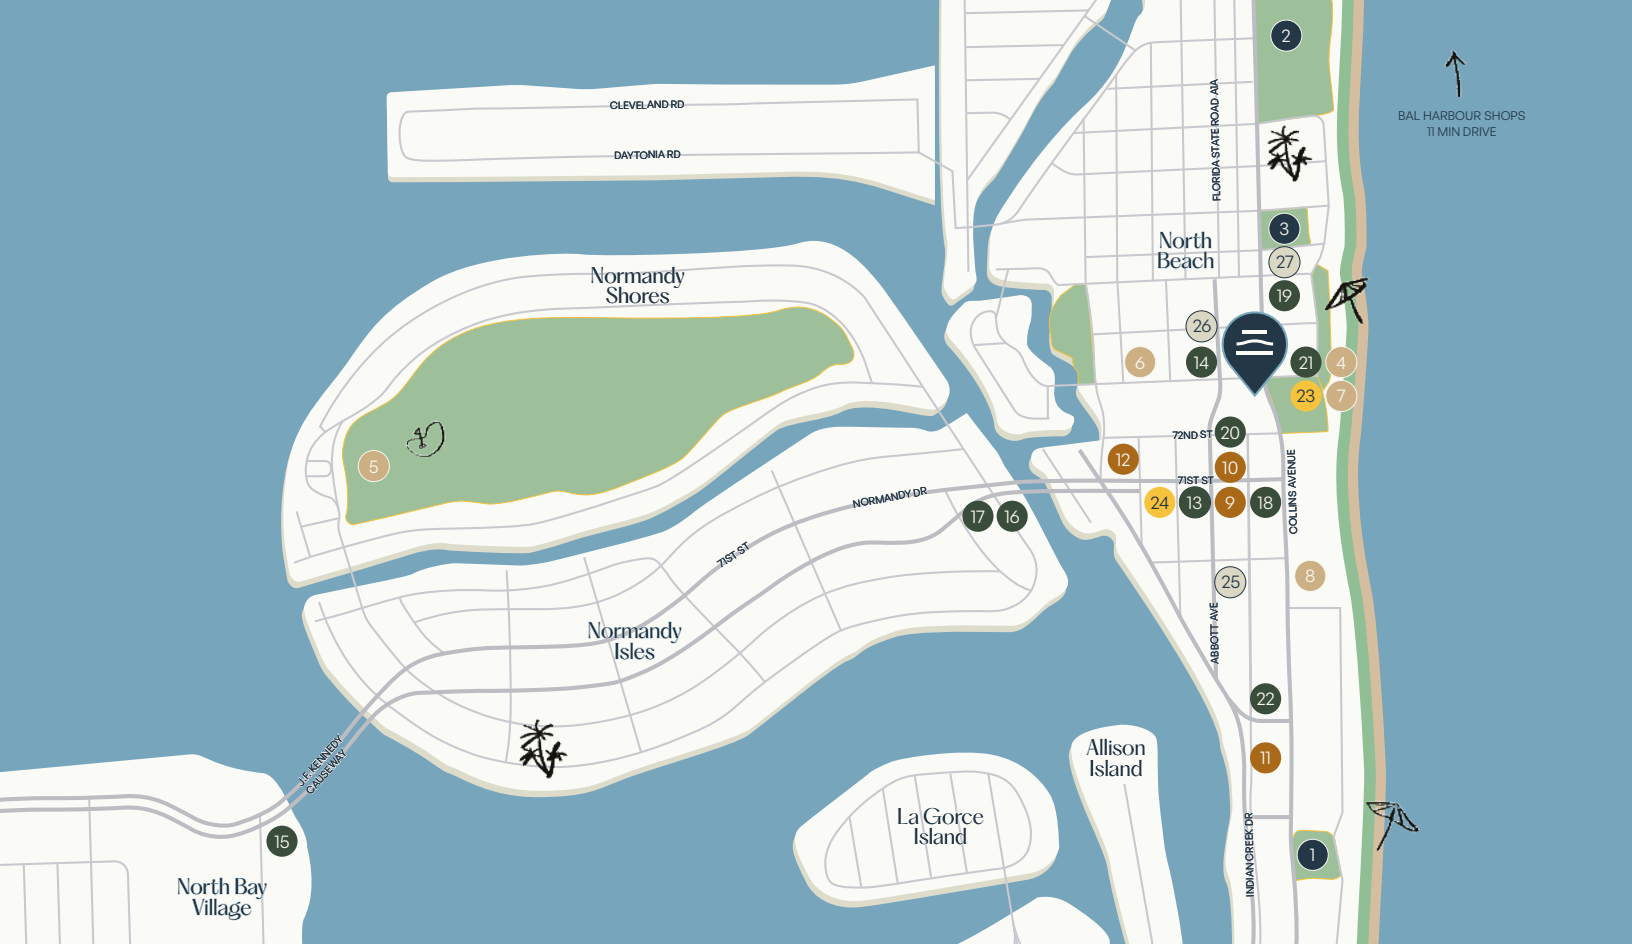 2
BAL HARBOUR SHOPS
11 MIN DRIVE
CLEVELAND RD
DAYTONIA RD
FLORIDA STATE ROAD A1A
3
North
Beach
27
19
Normandy
Shores
26
6
14
21
4
23
7
5
72ND ST
20
12
10
71ST ST
COLLINS AVENUE
NORMANDY DR
24
13
9
18
17
16
71ST ST
25
8
ABBOTT AVE
Normandy
Isles
22
11
J.F. KENNEDY
CAUSEWAY
Allison
Island
La Gorce
Island
INDIAN CREEK DR
15
1
North Bay
Village